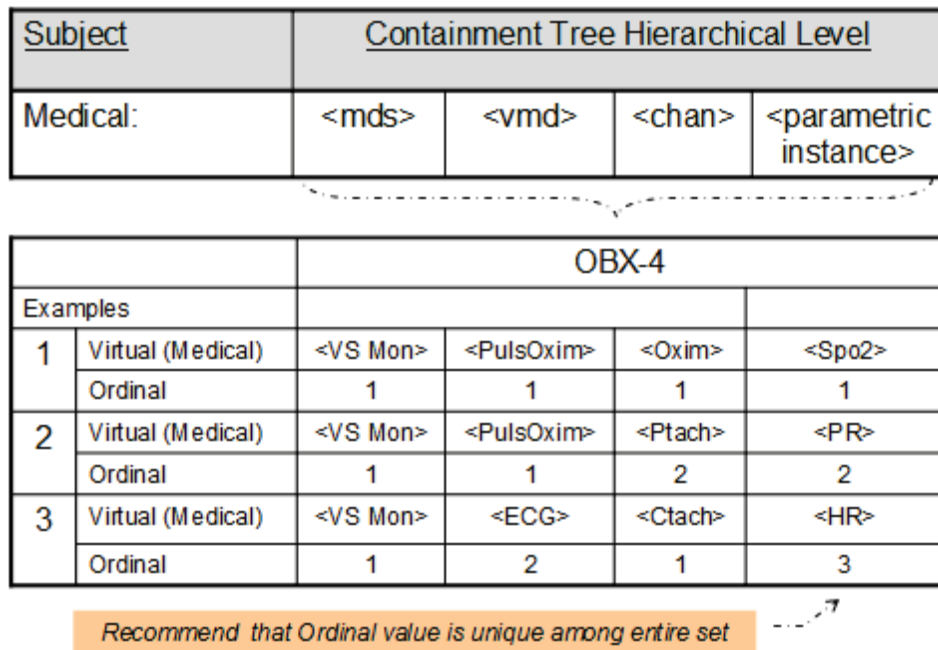 Subject Containment Tree Hierarchical Level
Medical: <mds> <vmd> <chan> <parametric
instance>
OBX-4
Examples
1 Virtual (Medical) <VS Mon> <PulsOxim> <Oxim> <Spo2>
Ordinal 1 1 1 1
2 Virtual (Medical) <VS Mon> <PulsOxim> <Ptach> <PR>
Ordinal 1 1 2 2
3 Virtual (Medical) <VS Mon> <ECG> <Ctach> <HR>
Ordinal 1 2 1 3
Recommend that Ordinal value is unique among entire set